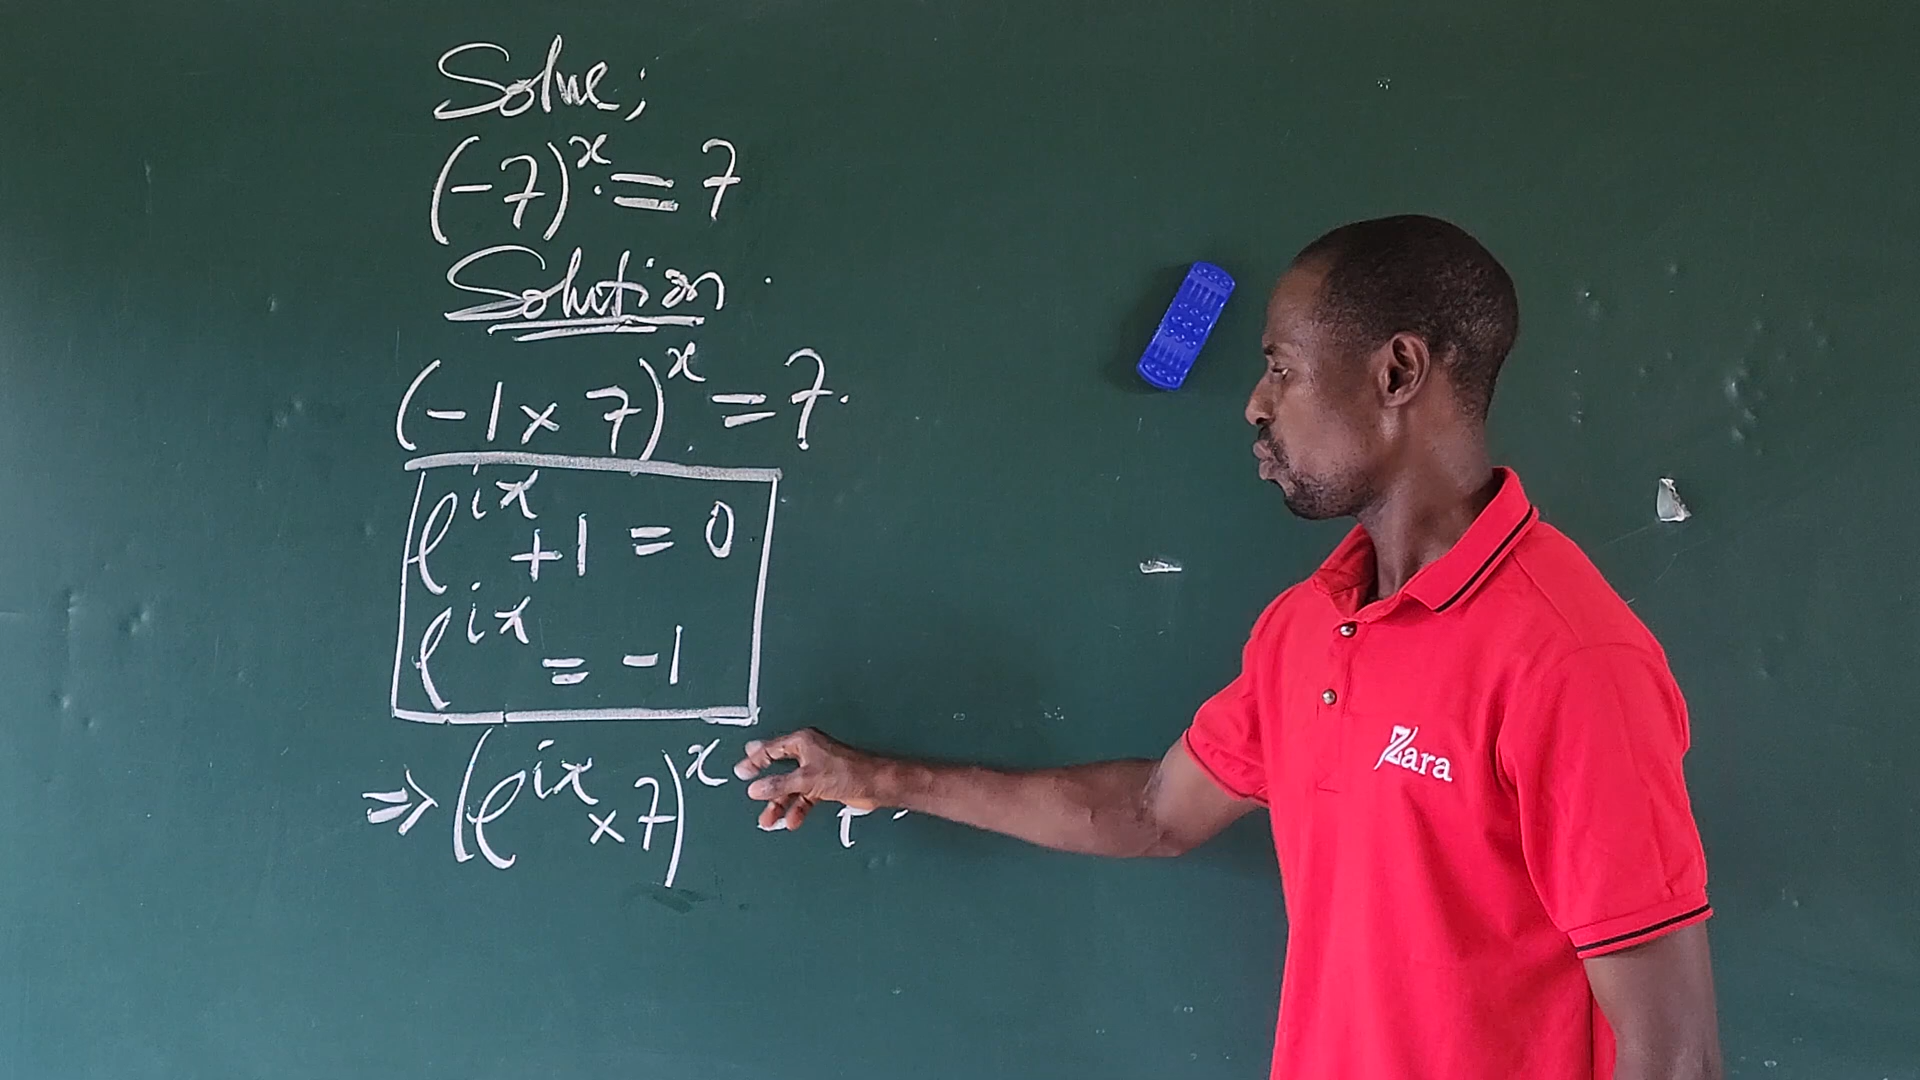 Solve;
(-7)^x = 7
Solution.
(-1 × 7)^x = 7.
e^ix + 1 = 0
e^ix = -1
⇒ (e^ix × 7)^x
Zara